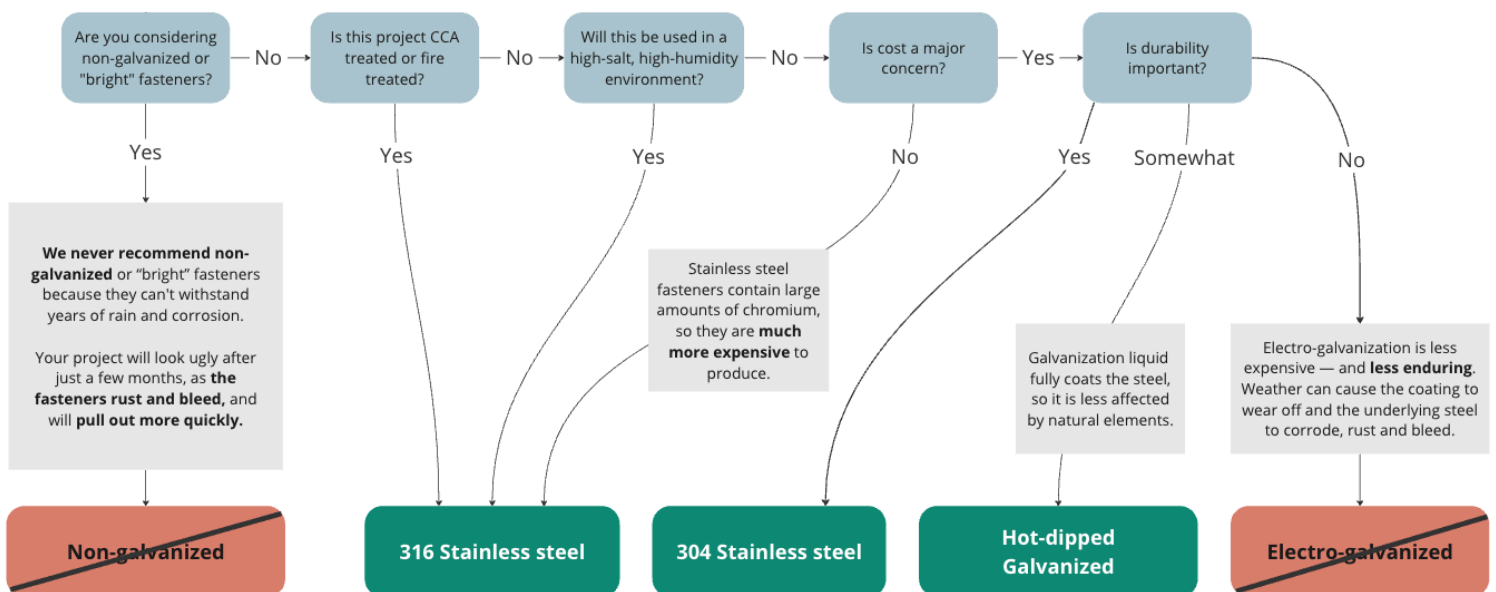 Are you considering
non-galvanized or
"bright" fasteners?
No
Is this project CCA
treated or fire
treated?
No
Will this be used in a
high-salt, high-humidity
environment?
No
Is cost a major
concern?
Yes
Is durability
important?
Yes
Yes
Yes
No
Yes
Somewhat
No
We never recommend non-
galvanized or “bright” fasteners
because they can't withstand
years of rain and corrosion.
Your project will look ugly after
just a few months, as the
fasteners rust and bleed, and
will pull out more quickly.
Stainless steel
fasteners contain large
amounts of chromium,
so they are much
more expensive to
produce.
Galvanization liquid
fully coats the steel,
so it is less affected
by natural elements.
Electro-galvanization is less
expensive — and less enduring.
Weather can cause the coating to
wear off and the underlying steel
to corrode, rust and bleed.
Non-galvanized
316 Stainless steel
304 Stainless steel
Hot-dipped
Galvanized
Electro-galvanized